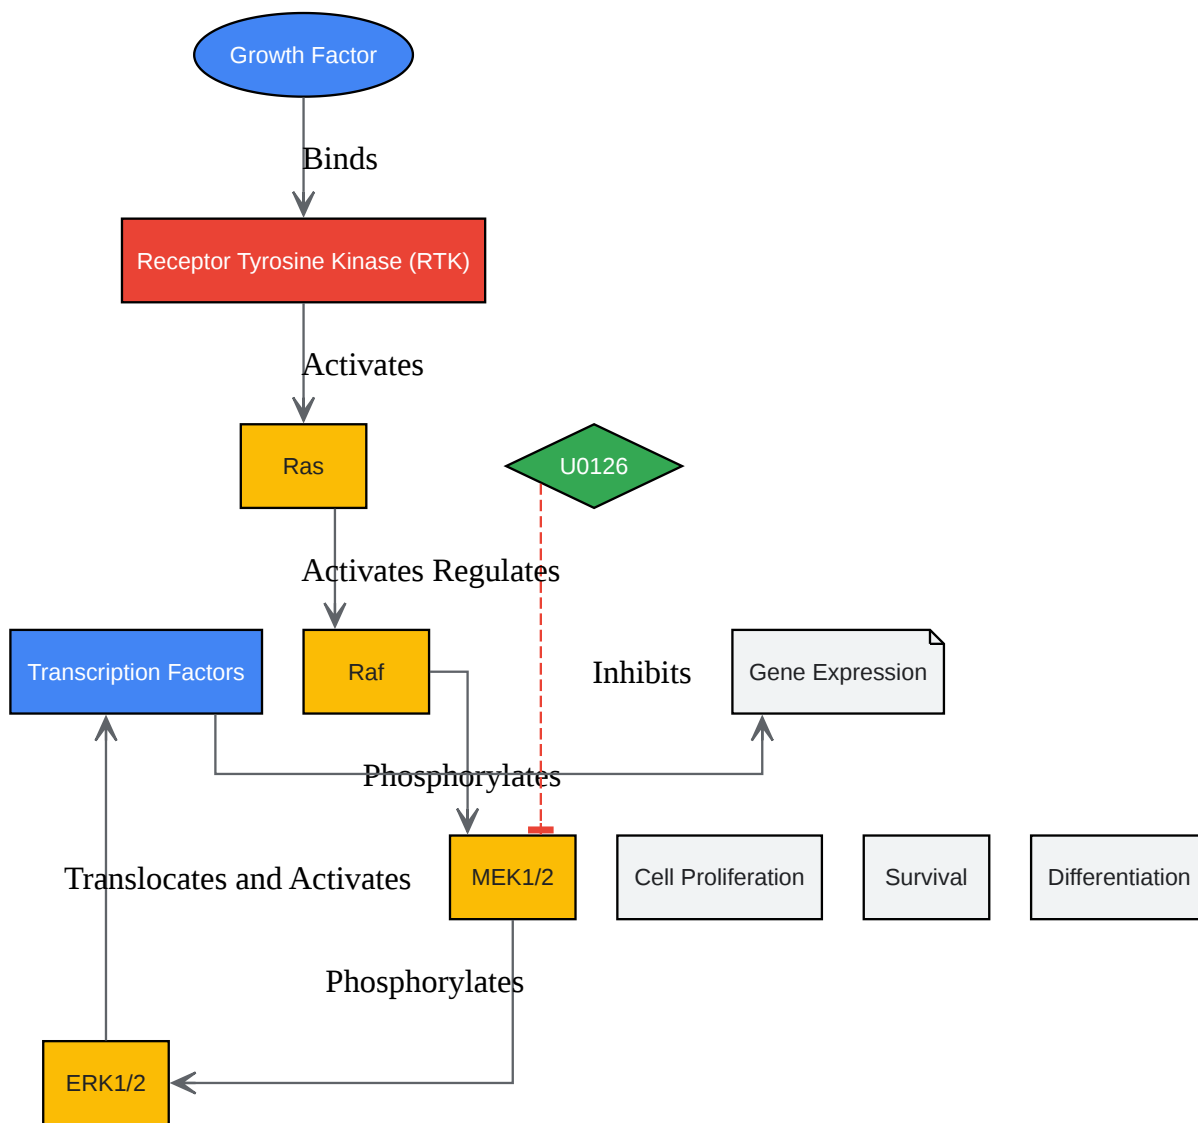 Growth Factor
Binds
Receptor Tyrosine Kinase (RTK)
Activates
Ras
U0126
Activates Regulates
Transcription Factors
Raf
Inhibits
Gene Expression
Phosphorylates
Translocates and Activates
MEK1/2
Cell Proliferation
Survival
Differentiation
Phosphorylates
ERK1/2